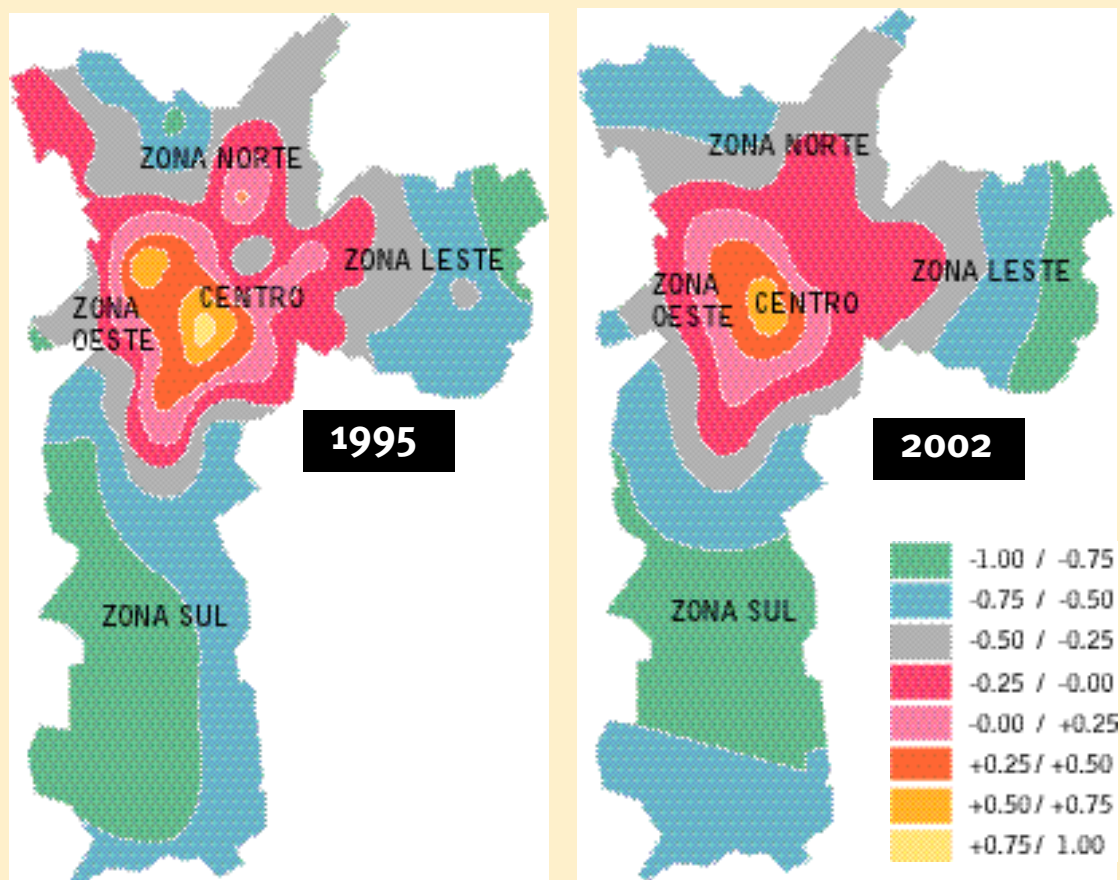 ZONA NORTE
ZONA LESTE
CENTRO
ZONA
OESTE
1995
ZONA SUL
ZONA NORTE
ZONA LESTE
ZONA
OESTE
CENTRO
2002
ZONA SUL
-1.00 / -0.75
-0.75 / -0.50
-0.50 / -0.25
-0.25 / -0.00
-0.00 / +0.25
+0.25/ +0.50
+0.50/ +0.75
+0.75/ 1.00